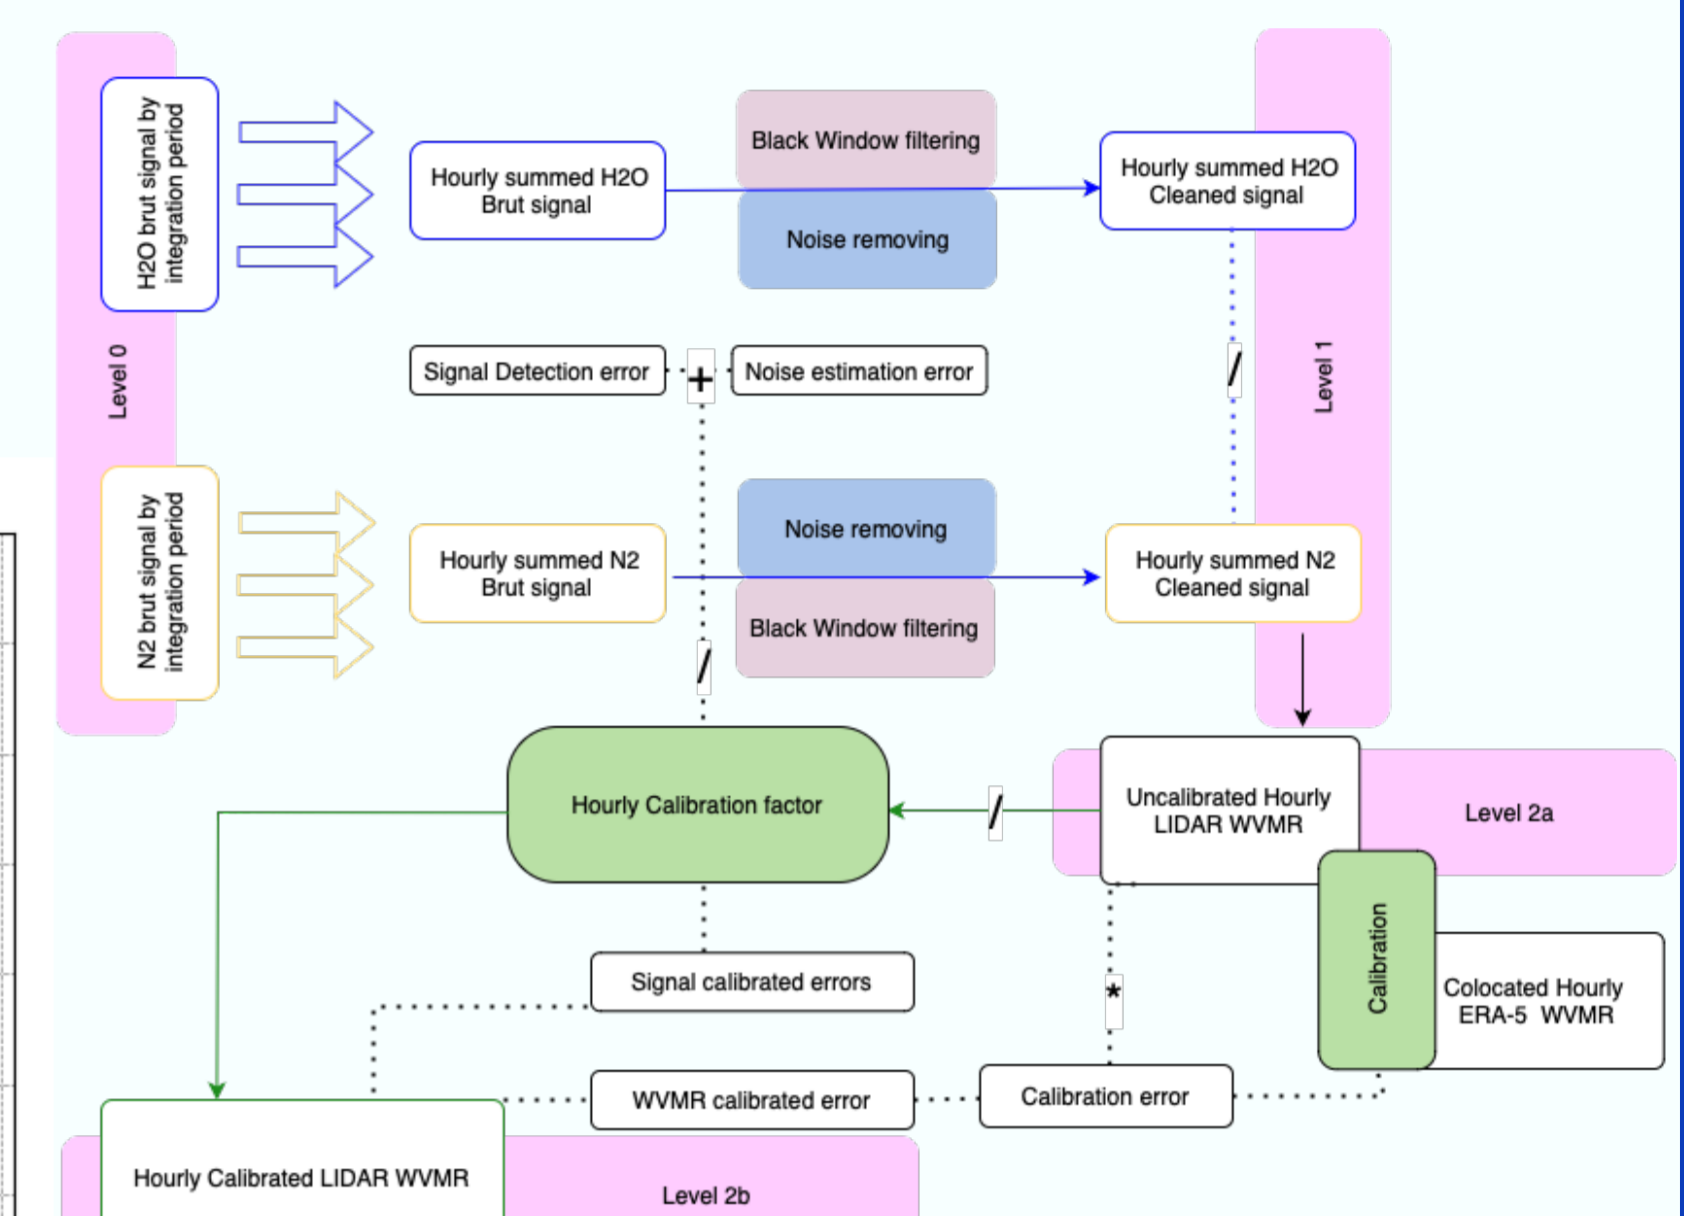 H2O brut signal by
integration period
Hourly summed H2O
Brut signal
Black Window filtering
Noise removing
Hourly summed H2O
Cleaned signal
Level 0
Signal Detection error
+
Noise estimation error
/
Level 1
N2 brut signal by
integration period
Hourly summed N2
Brut signal
Noise removing
Black Window filtering
Hourly summed N2
Cleaned signal
/
Hourly Calibration factor
/
Uncalibrated Hourly
LIDAR WVMR
Level 2a
Calibration
Colocated Hourly
ERA-5 WVMR
Signal calibrated errors
*
WVMR calibrated error
Calibration error
Hourly Calibrated LIDAR WVMR
Level 2b